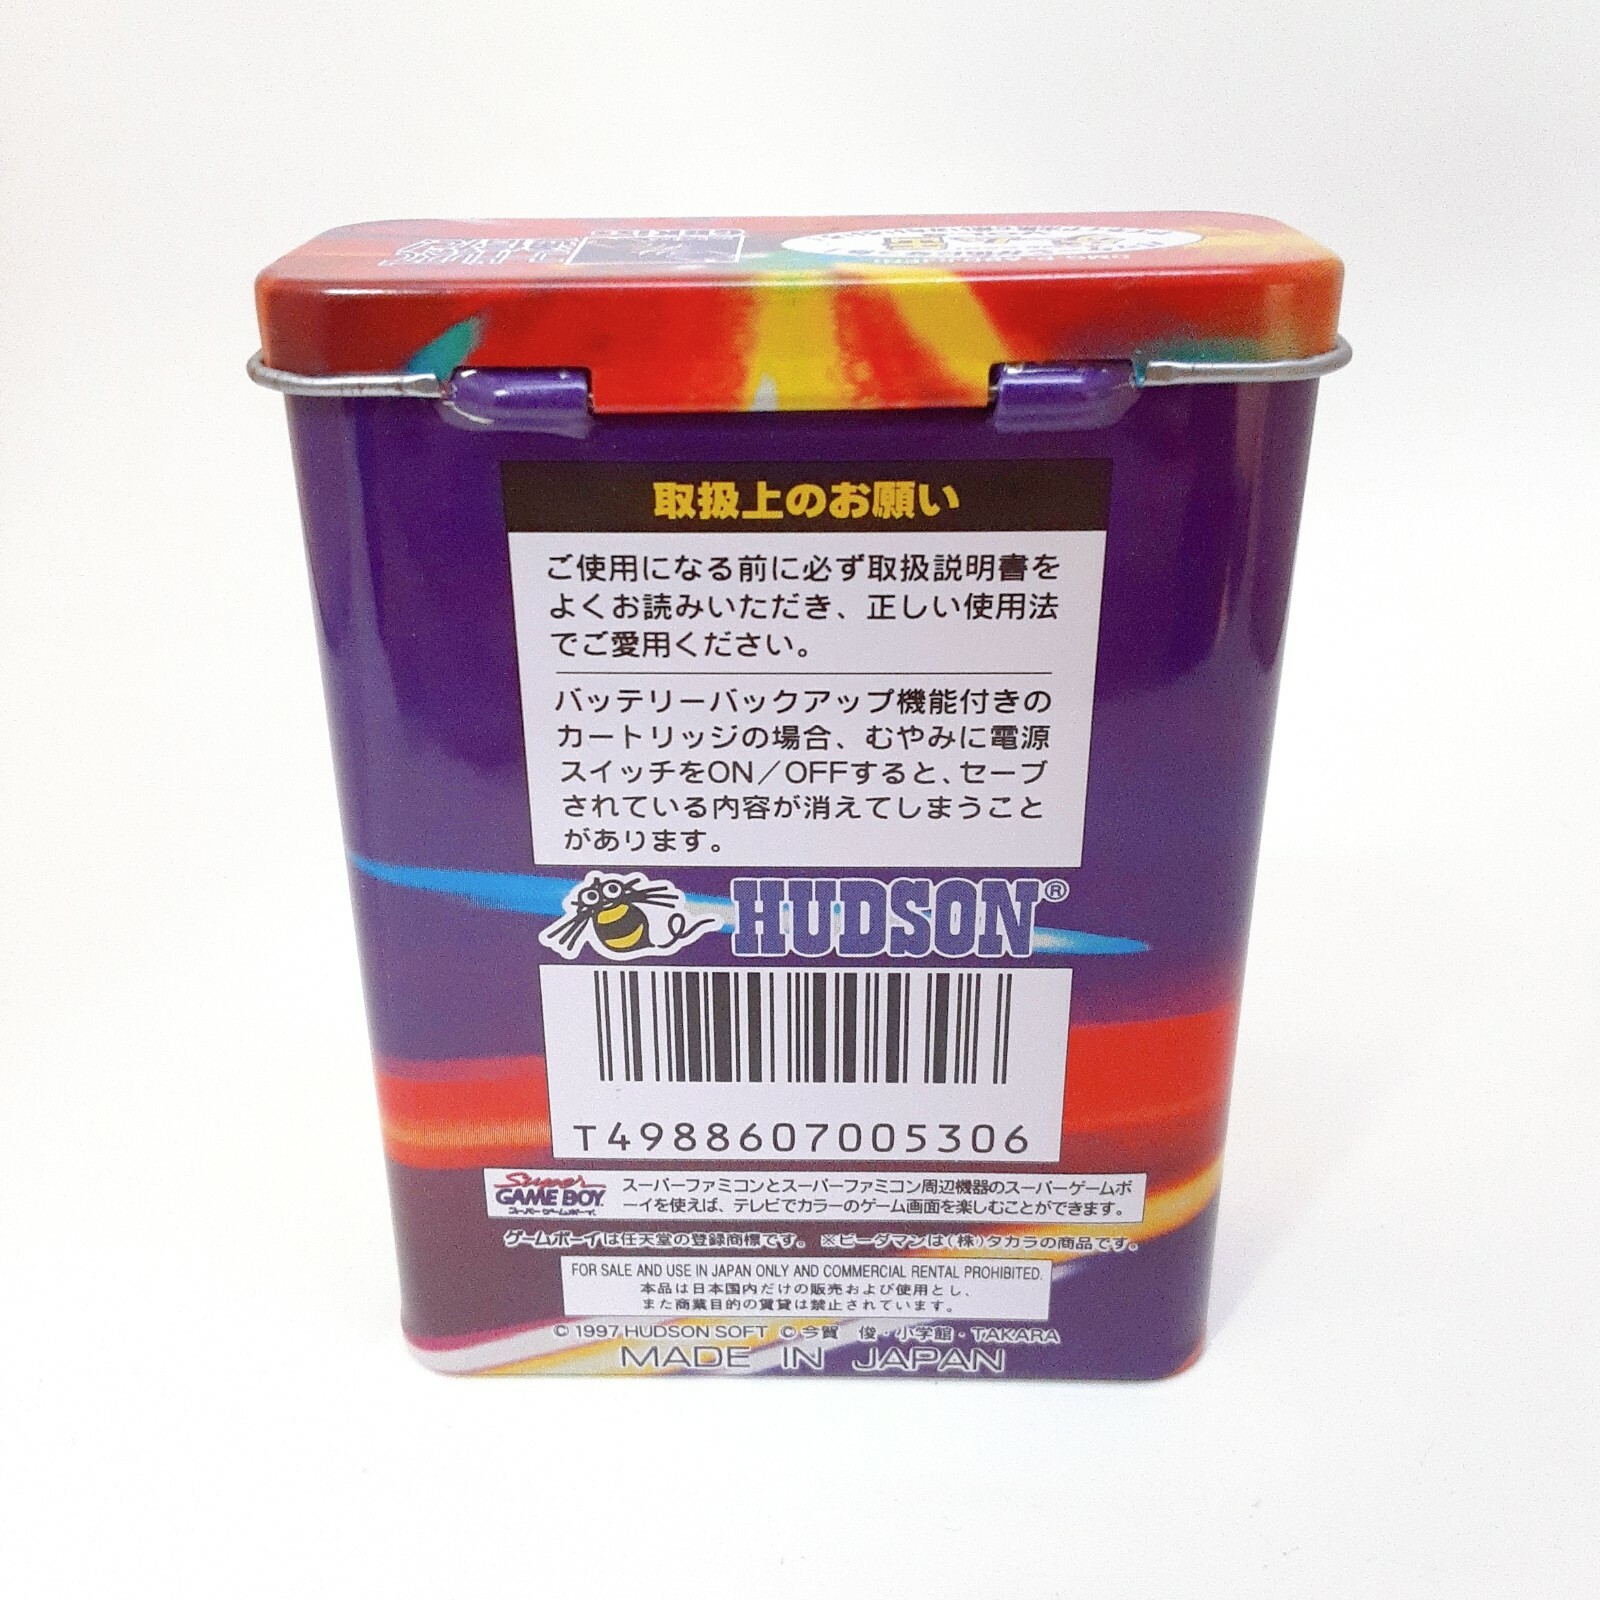 取扱上のお願い
ご使用になる前に必ず取扱説明書を
よくお読みいただき、正しい使用法
でご愛用ください。
バッテリーバックアップ機能付きの
カートリッジの場合、むやみに電源
スイッチをON／OFFすると、セーブ
されている内容が消えてしまうこと
があります。
HUDSON®
T4988607005306
Super
GAME BOY
スーパーゲームボーイ
スーパーファミコンとスーパーファミコン周辺機器のスーパーゲームボ
ーイを使えば、テレビでカラーのゲーム画面を楽しむことができます。
ゲームボーイは任天堂の登録商標です。 ※ビーダマンは(株)タカラの商品です。
FOR SALE AND USE IN JAPAN ONLY AND COMMERCIAL RENTAL PROHIBITED.
本品は日本国内だけの販売および使用とし、
また商業目的の賃貸は禁止されています。
© 1997 HUDSON SOFT © 今賀 俊・小学館・TAKARA
MADE IN JAPAN